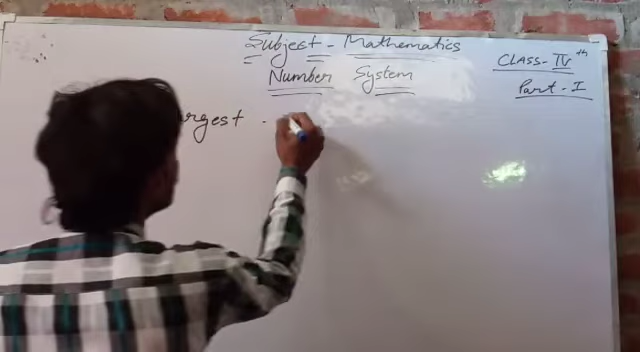 Subject - Mathematics
Number System
CLASS - IV th
Part - I
rgest -